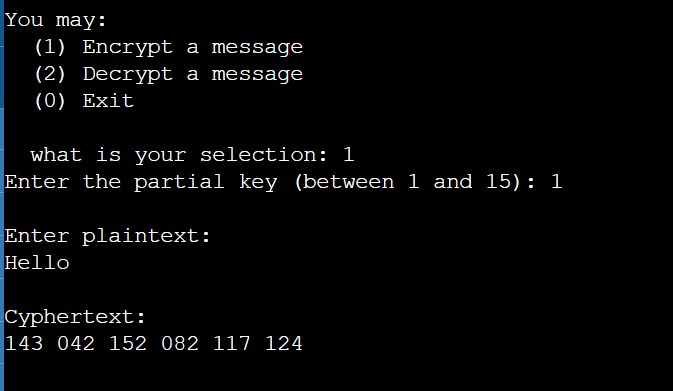 You may:
(1) Encrypt a message
(2) Decrypt a message
(0) Exit
what is your selection: 1
Enter the partial key (between 1 and 15): 1
Enter plaintext:
Hello
Cyphertext:
143 042 152 082 117 124